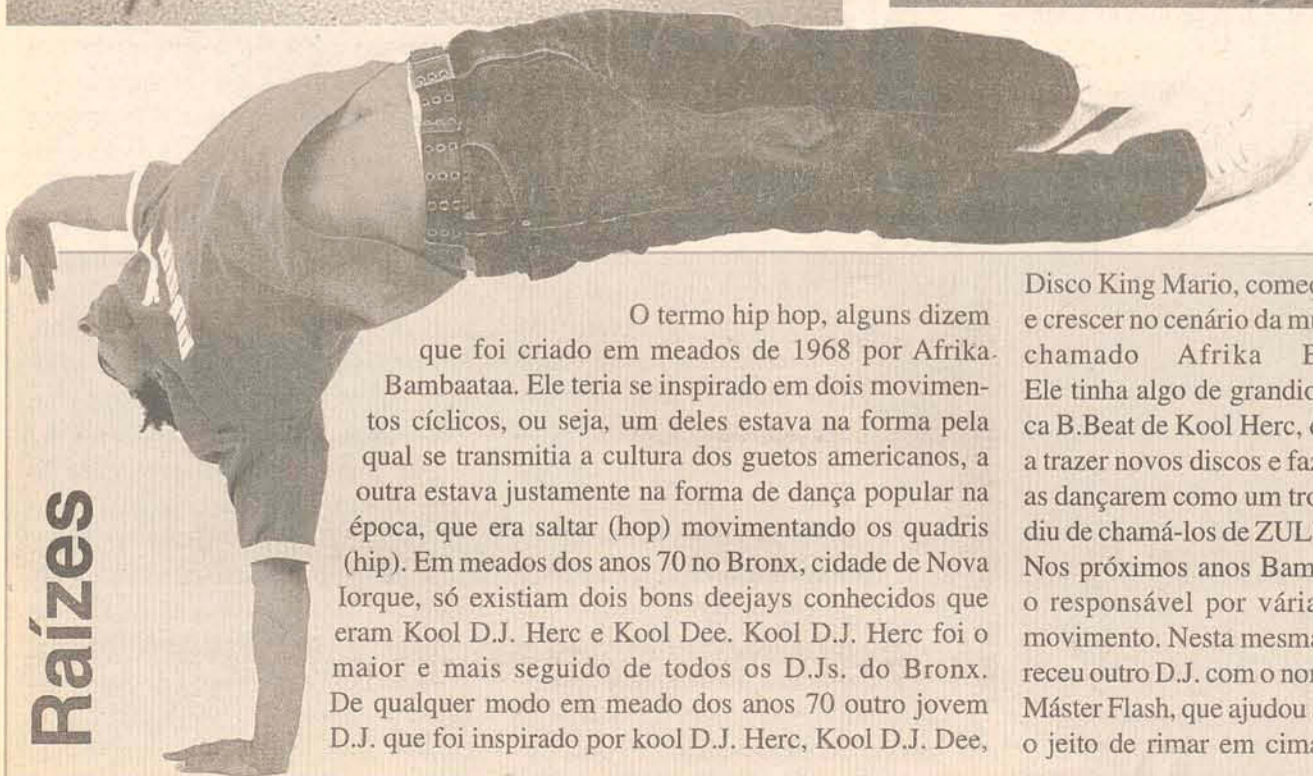 Raízes
O termo hip hop, alguns dizem
que foi criado em meados de 1968 por Afrika
Bambaataa. Ele teria se inspirado em dois movimen-
tos cíclicos, ou seja, um deles estava na forma pela
qual se transmitia a cultura dos guetos americanos, a
outra estava justamente na forma de dança popular na
época, que era saltar (hop) movimentando os quadris
(hip). Em meados dos anos 70 no Bronx, cidade de Nova
Iorque, só existiam dois bons deejays conhecidos que
eram Kool D.J. Herc e Kool Dee. Kool D.J. Herc foi o
maior e mais seguido de todos os D.Js. do Bronx.
De qualquer modo em meado dos anos 70 outro jovem
D.J. que foi inspirado por kool D.J. Herc, Kool D.J. Dee,
Disco King Mario,
e crescer no cenário da
chamado Afrika
Ele tinha algo de
ca B.Beat de Kool Herc,
a trazer novos discos e
as dançarem como um
diu de chamá-los de
Nos próximos anos
o responsável por
movimento. Nesta
receu outro D.J. com o
Máster Flash, que ajudou
o jeito de rimar em